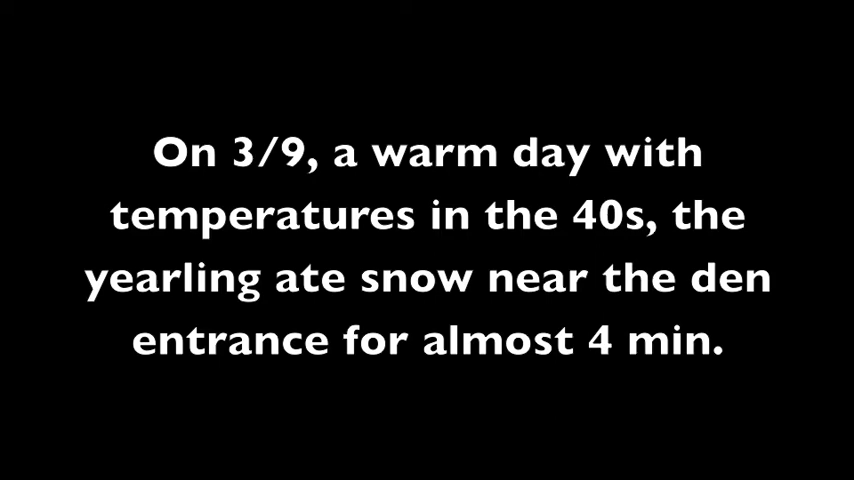 On 3/9, a warm day with
temperatures in the 40s, the
yearling ate snow near the den
entrance for almost 4 min.